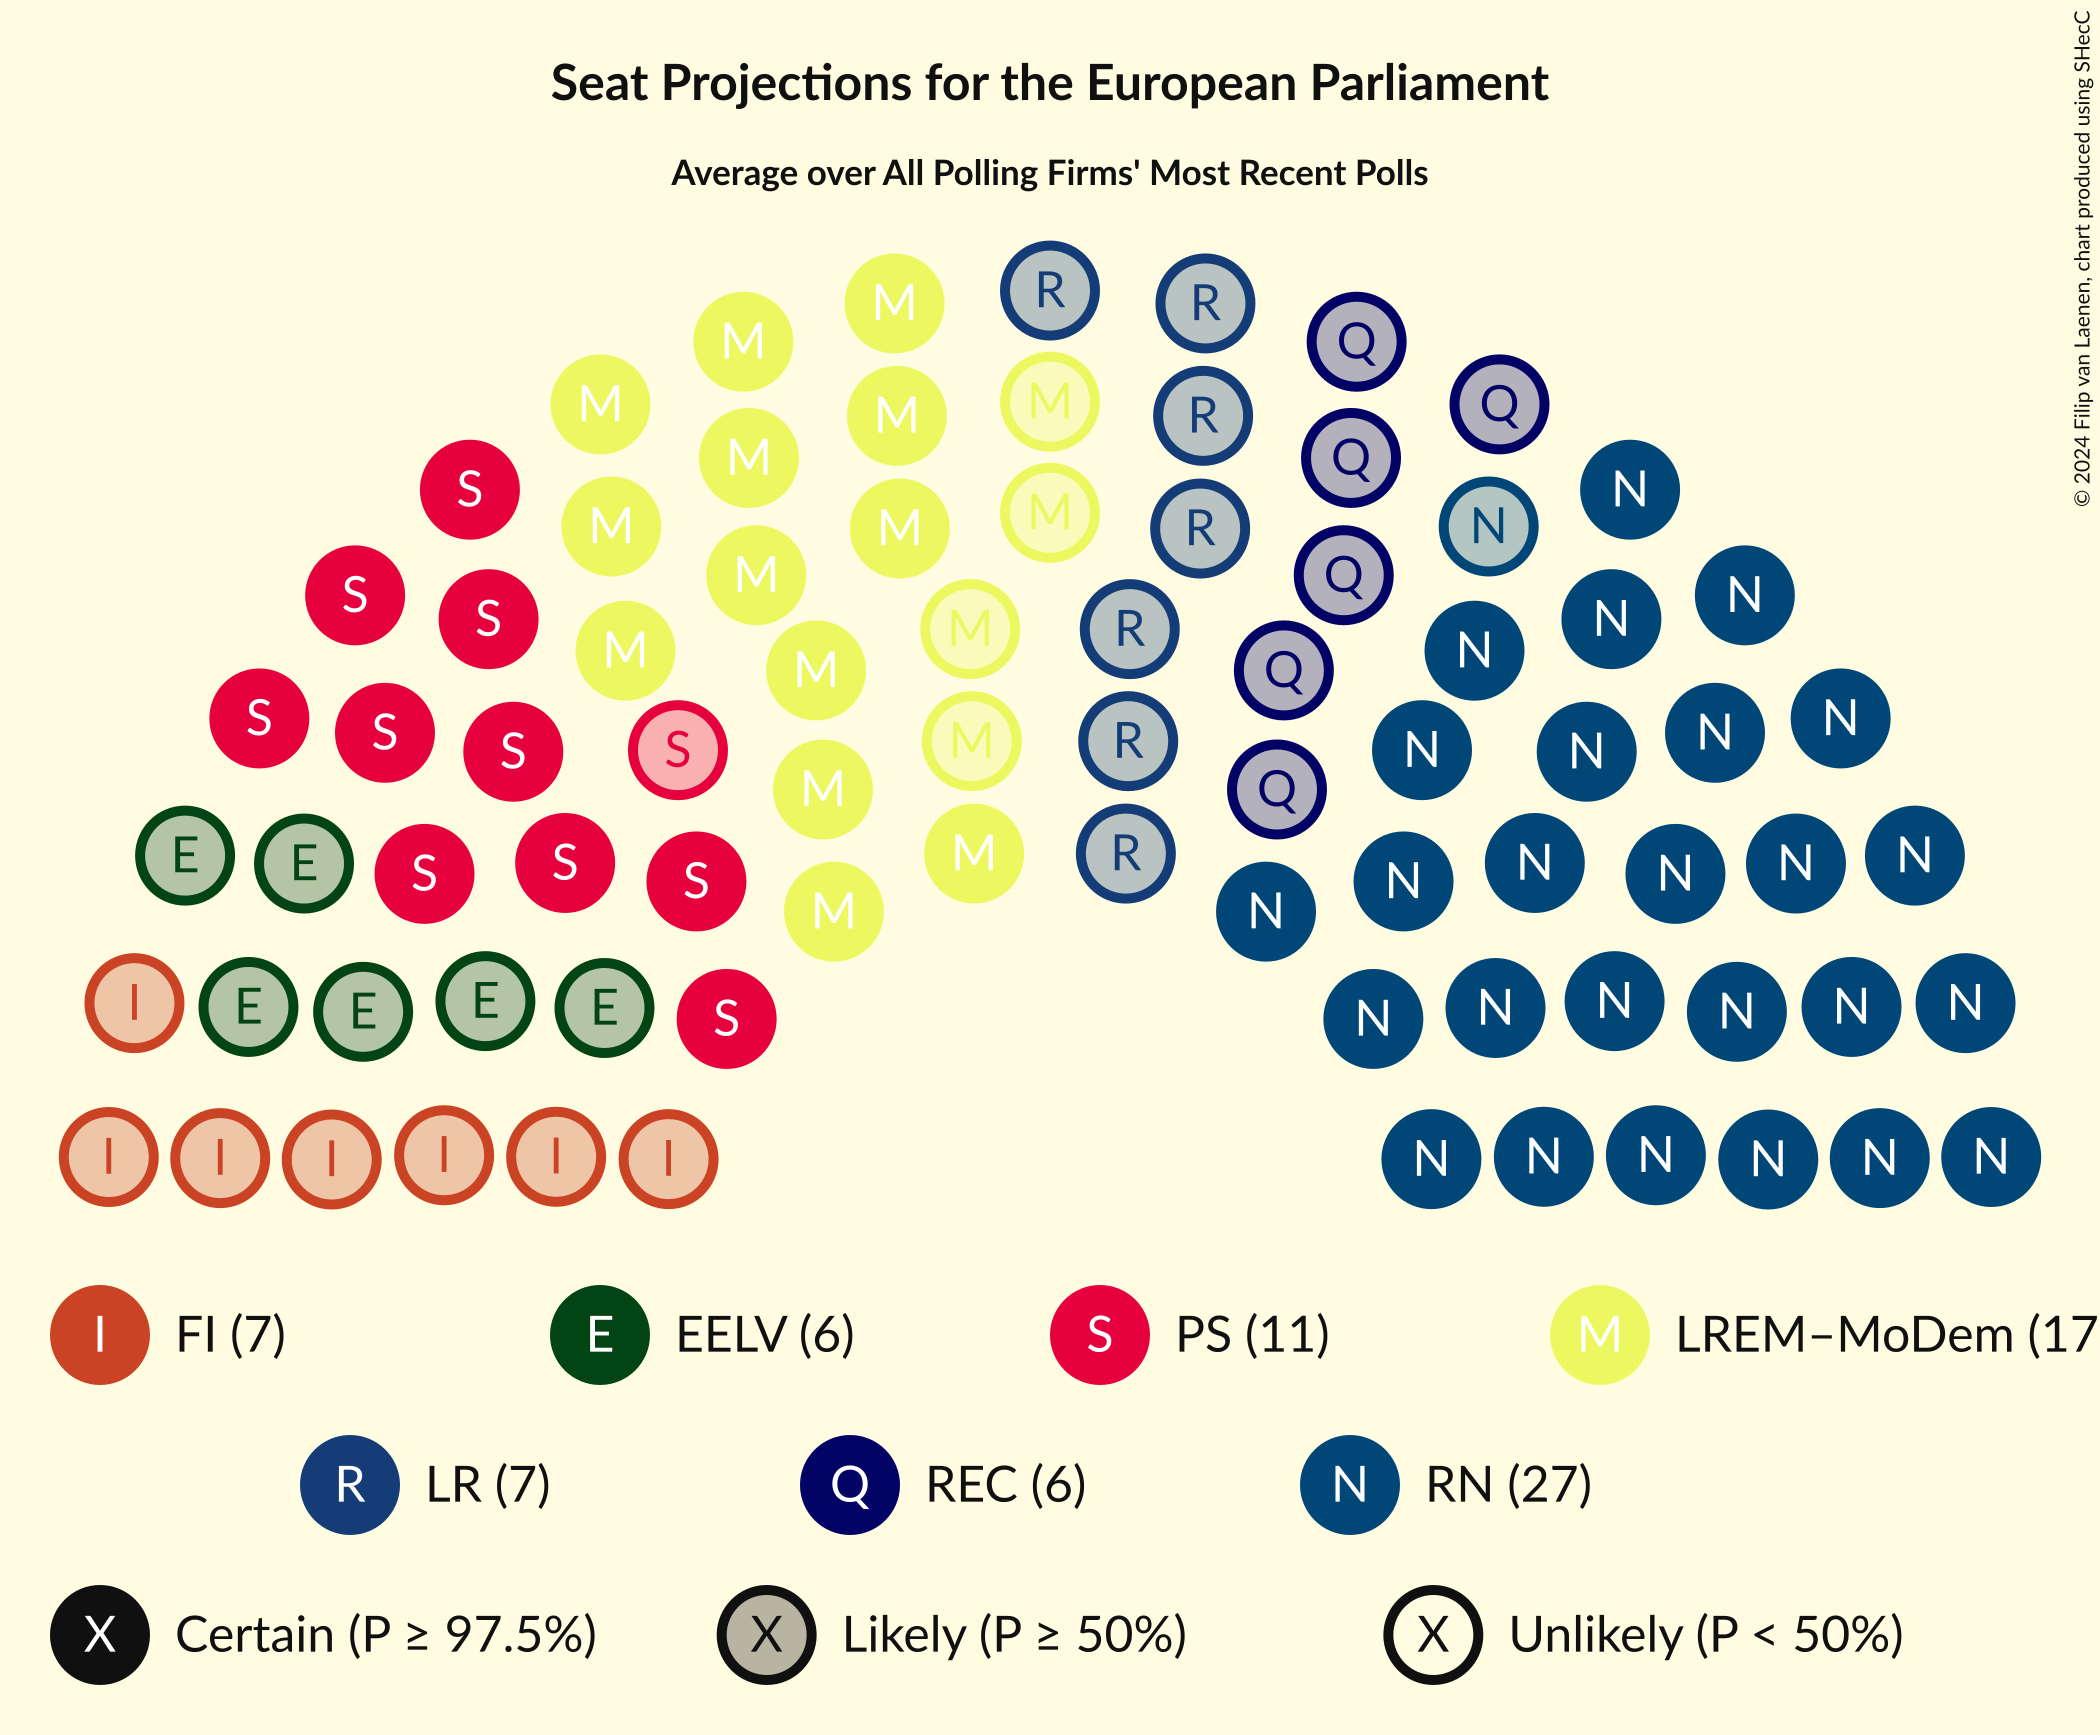 Seat Projections for the European Parliament
Average over All Polling Firms' Most Recent Polls
© 2024 Filip van Laenen, chart produced using SHecC
R
M M R R Q
M M M R Q Q
S M M M M R Q N N
S S M M M M R Q N N N
S S S S M M R Q N N N N
E E S S S M M R N N N N N N
I E E E E S N N N N N N
I I I I I I N N N N N N
I FI (7) E EELV (6) S PS (11) M LREM–MoDem (17
R LR (7) Q REC (6) N RN (27)
X Certain (P ≥ 97.5%) X Likely (P ≥ 50%) X Unlikely (P < 50%)